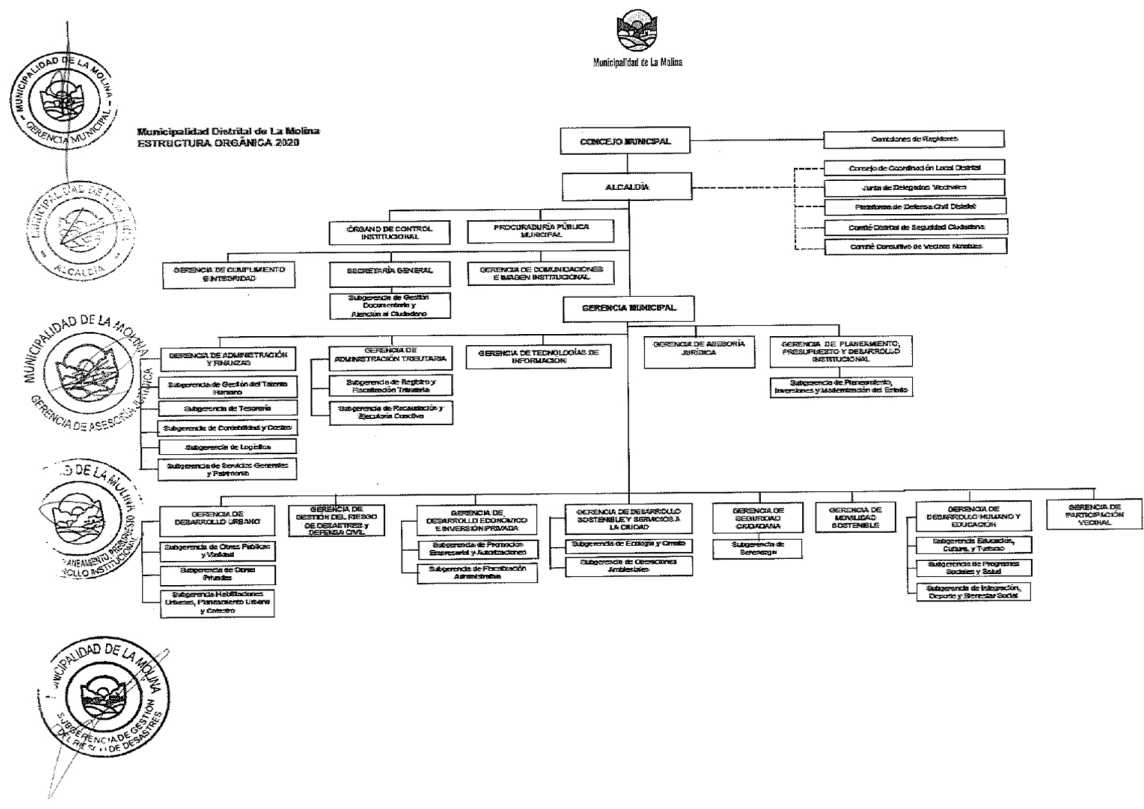 Municipalidad de La Molina
MUNICIPALIDAD DE LA MOLINA
GERENCIA MUNICIPAL
Municipalidad Distrital de La Molina
ESTRUCTURA ORGÁNICA 2020
CONCEJO MUNICIPAL
Comisiones de Regidores
Consejo de Coordinación Local Distrital
ALCALDÍA
Junta de Delegados Vecinales
Plataforma de Defensa Civil Distrital
Comité Distrital de Seguridad Ciudadana
Comité Consultivo de Vecinos Notables
ALCALDÍA
ÓRGANO DE CONTROL
INSTITUCIONAL
PROCURADURÍA PÚBLICA
MUNICIPAL
GERENCIA DE CUMPLIMIENTO
E INTEGRIDAD
SECRETARÍA GENERAL
GERENCIA DE COMUNICACIONES
E IMAGEN INSTITUCIONAL
Subgerencia de Gestión
Documentaria y
Atención al Ciudadano
GERENCIA MUNICIPAL
MUNICIPALIDAD DE LA MOLINA
GERENCIA DE ASESORÍA JURÍDICA
GERENCIA DE ADMINISTRACIÓN
Y FINANZAS
Subgerencia de Gestión del Talento
Humano
Subgerencia de Tesorería
Subgerencia de Contabilidad y Costos
Subgerencia de Logística
Subgerencia de Servicios Generales
y Patrimonio
GERENCIA DE
ADMINISTRACIÓN TRIBUTARIA
Subgerencia de Registro y
Fiscalización Tributaria
Subgerencia de Recaudación y
Ejecutoria Coactiva
GERENCIA DE TECNOLOGÍAS DE
INFORMACION
GERENCIA DE ASESORÍA
JURÍDICA
GERENCIA DE PLANEAMIENTO,
PRESUPUESTO Y DESARROLLO
INSTITUCIONAL
Subgerencia de Planeamiento,
Inversiones y Modernización del Estado
DE LA MOLINA
GERENCIA DE
DESARROLLO URBANO
Subgerencia de Obras Públicas
y Vialidad
Subgerencia de Obras
Privadas
Subgerencia Habilitaciones
Urbanas, Planeamiento Urbano
y Catastro
GERENCIA DE
GESTIÓN DEL RIESGO
DE DESASTRES y
DEFENSA CIVIL
GERENCIA DE
DESARROLLO ECONÓMICO
E INVERSIÓN PRIVADA
Subgerencia de Promoción
Empresarial y Autorizaciones
Subgerencia de Fiscalización
Administrativa
GERENCIA DE DESARROLLO
SOSTENIBLE Y SERVICIOS A
LA CIUDAD
Subgerencia de Ecología y Ornato
Subgerencia de Operaciones
Ambientales
GERENCIA DE
SEGURIDAD
CIUDADANA
Subgerencia de
Serenazgo
GERENCIA DE
MOVILIDAD
SOSTENIBLE
GERENCIA DE
DESARROLLO HUMANO Y
EDUCACIÓN
Subgerencia Educación,
Cultura, y Turismo
Subgerencia de Programas
Sociales y Salud
Subgerencia de Integración,
Deporte y Bienestar Social
GERENCIA DE
PARTICIPACIÓN
VECINAL
MUNICIPALIDAD DE LA MOLINA
SUBGERENCIA DE GESTIÓN
DEL RIESGO DE DESASTRES